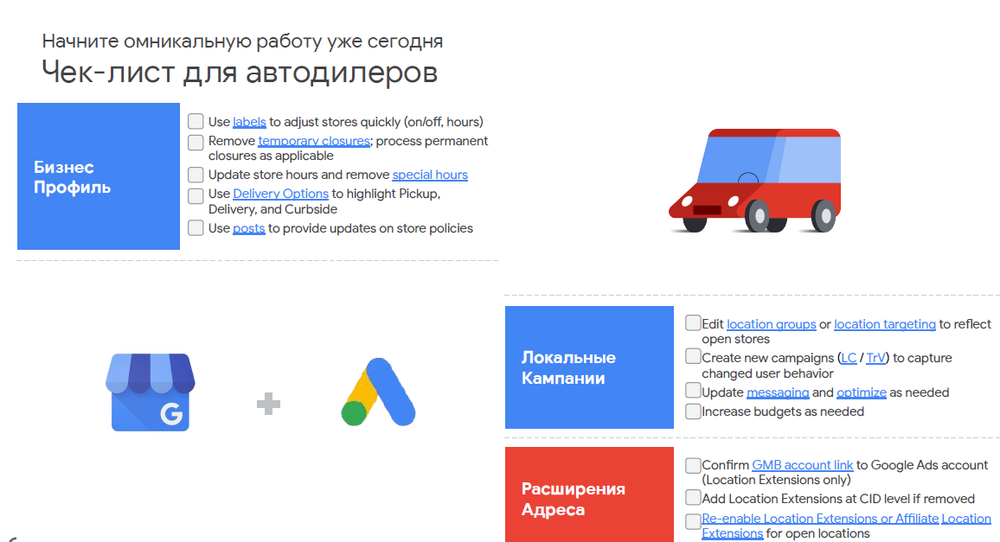 Начните омникальную работу уже сегодня
Чек-лист для автодилеров
Бизнес
Профиль
Use labels to adjust stores quickly (on/off, hours)
Remove temporary closures; process permanent
closures as applicable
Update store hours and remove special hours
Use Delivery Options to highlight Pickup,
Delivery, and Curbside
Use posts to provide updates on store policies
G
Локальные
Кампании
Edit location groups or location targeting to reflect
open stores
Create new campaigns (LC / TrV) to capture
changed user behavior
Update messaging and optimize as needed
Increase budgets as needed
Расширения
Адреса
Confirm GMB account link to Google Ads account
(Location Extensions only)
Add Location Extensions at CID level if removed
Re-enable Location Extensions or Affiliate Location
Extensions for open locations